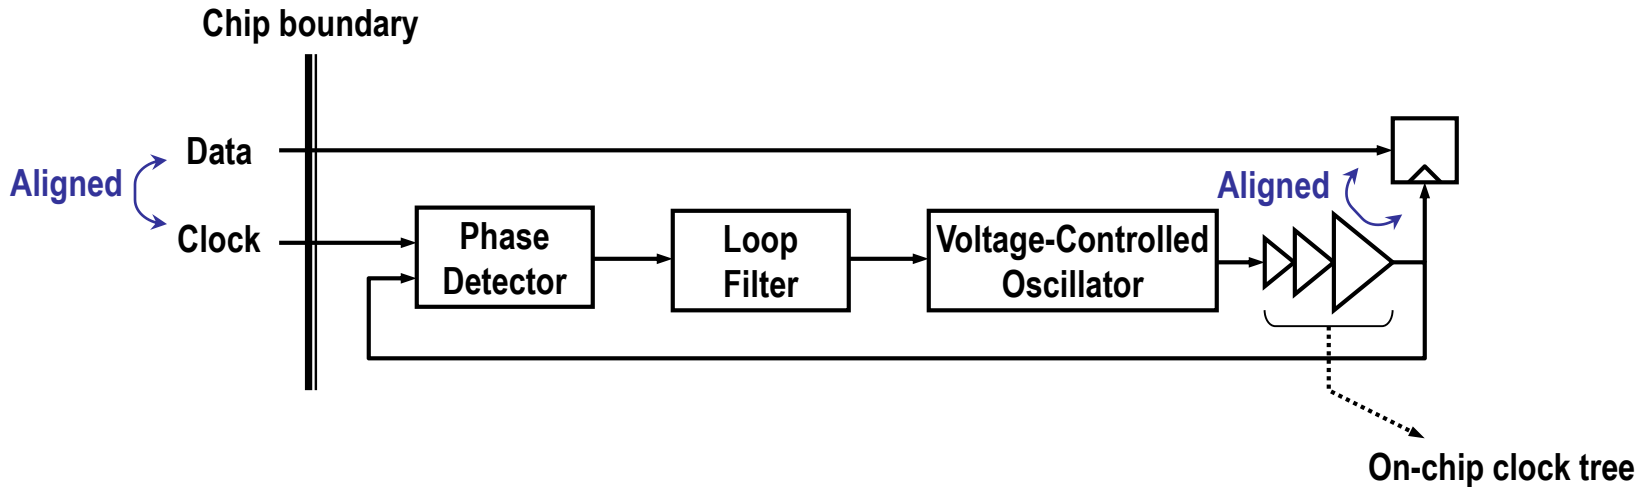 Chip boundary
Data
Aligned
Aligned
Clock
Phase
Detector
Loop
Filter
Voltage-Controlled
Oscillator
On-chip clock tree